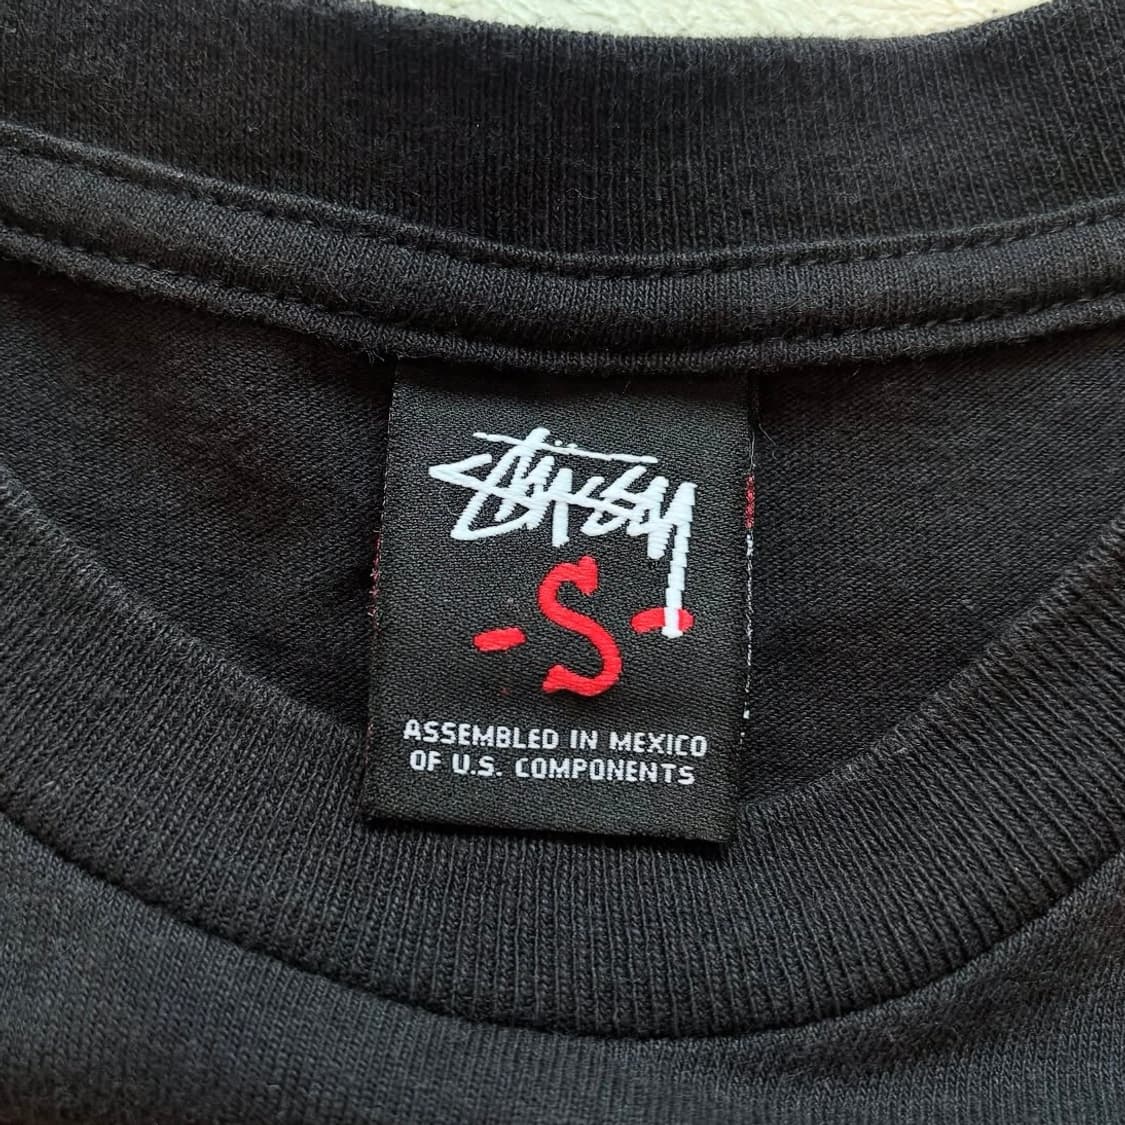 Stüssy
-S-
ASSEMBLED IN MEXICO
OF U.S. COMPONENTS